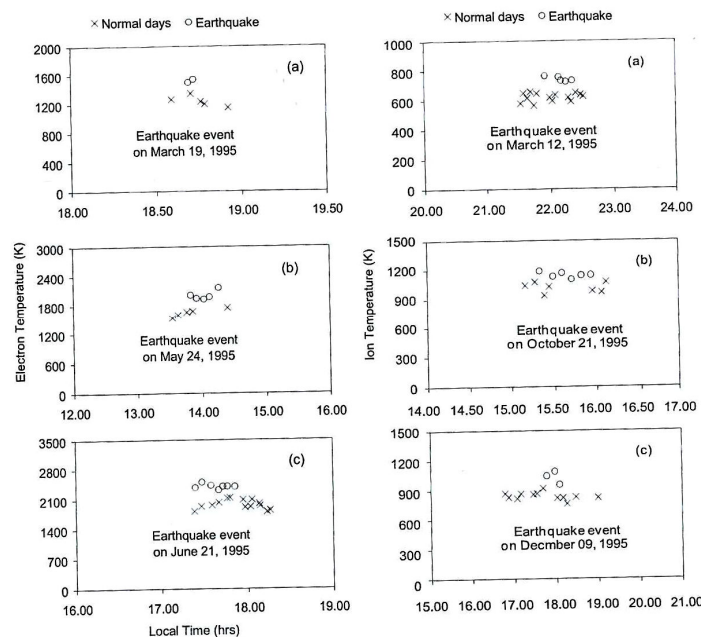 × Normal days ○ Earthquake
2000
1600
1200
800
400
0
(a)
Earthquake event
on March 19, 1995
18.00 18.50 19.00 19.50
Electron Temperature (K)
3000
2400
1800
1200
600
0
(b)
Earthquake event
on May 24, 1995
12.00 13.00 14.00 15.00 16.00
3500
2800
2100
1400
700
0
(c)
Earthquake event
on June 21, 1995
16.00 17.00 18.00 19.00
Local Time (hrs)
× Normal days ○ Earthquake
1000
800
600
400
200
0
(a)
Earthquake event
on March 12, 1995
20.00 21.00 22.00 23.00 24.00
Ion Temperature (K)
1500
1200
900
600
300
0
(b)
Earthquake event
on October 21, 1995
14.00 14.50 15.00 15.50 16.00 16.50 17.00
1500
1200
900
600
300
0
(c)
Earthquake event
on Decmber 09, 1995
15.00 16.00 17.00 18.00 19.00 20.00 21.00